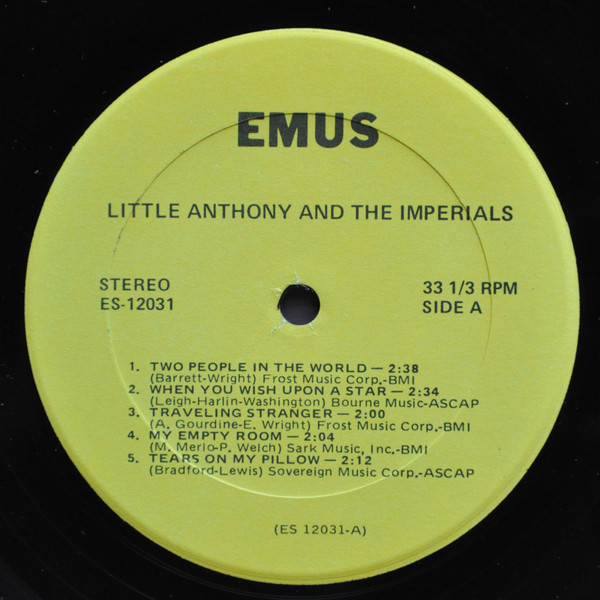 EMUS
LITTLE ANTHONY AND THE IMPERIALS
STEREO
ES-12031
33 1/3 RPM
SIDE A
1. TWO PEOPLE IN THE WORLD — 2:38
(Barrett-Wright) Frost Music Corp.-BMI
2. WHEN YOU WISH UPON A STAR — 2:34
(Leigh-Harlin-Washington) Bourne Music-ASCAP
3. TRAVELING STRANGER — 2:00
(A. Gourdine-E. Wright) Frost Music Corp.-BMI
4. MY EMPTY ROOM — 2:04
(M. Merlo-P. Welch) Sark Music, Inc.-BMI
5. TEARS ON MY PILLOW — 2:12
(Bradford-Lewis) Sovereign Music Corp.-ASCAP
(ES 12031-A)